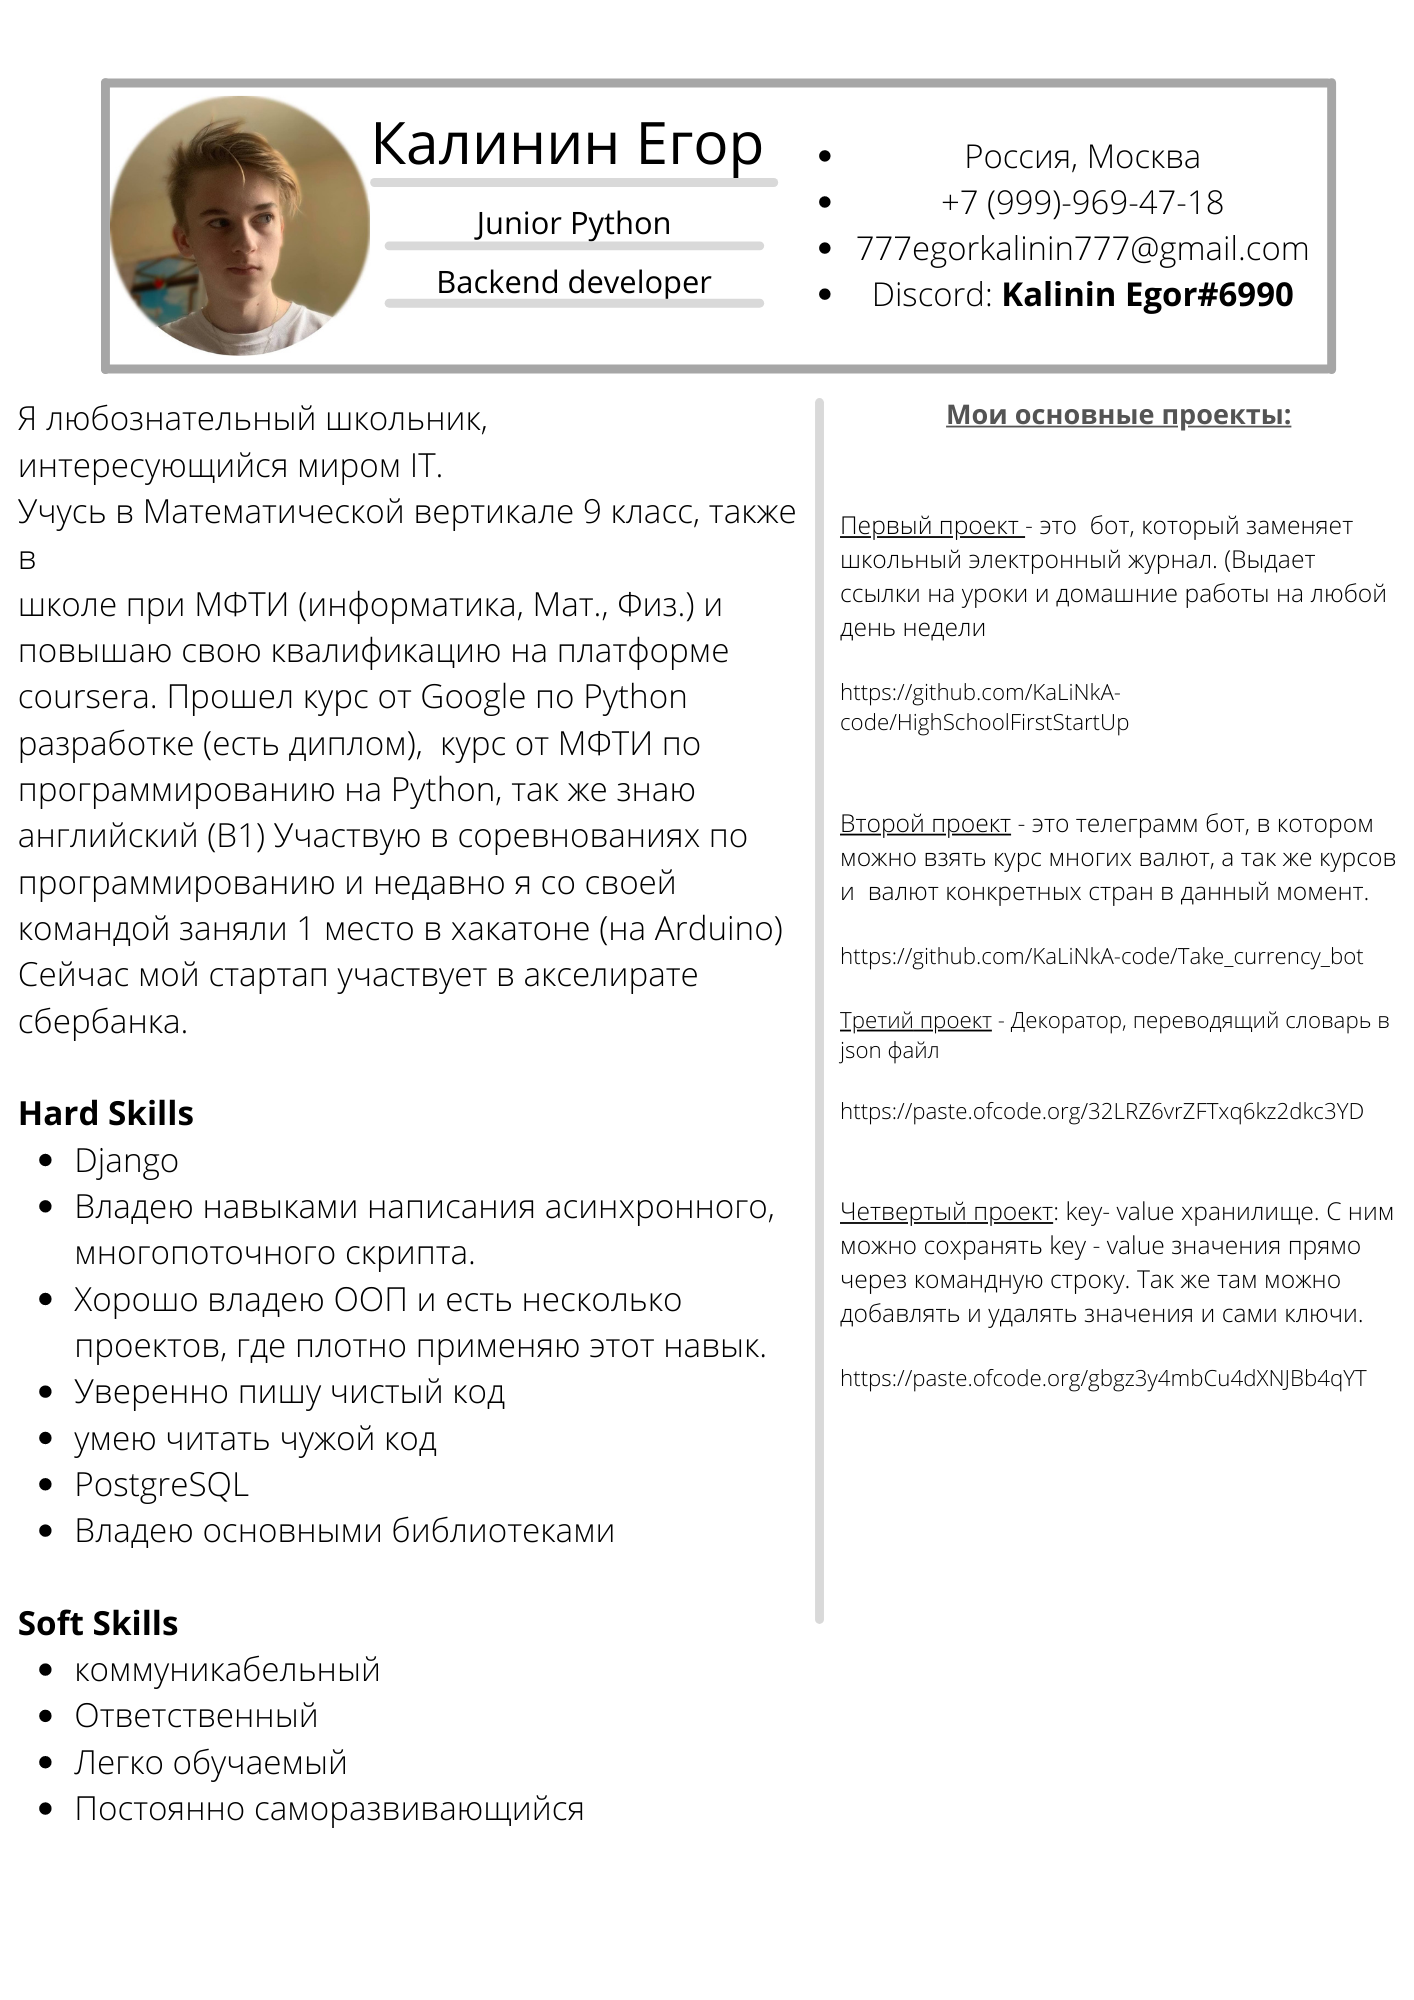 Калинин Егор
Junior Python
Backend developer
Россия, Москва
+7 (999)-969-47-18
777egorkalinin777@gmail.com
Discord: Kalinin Egor#6990
Я любознательный школьник,
интересующийся миром IT.
Учусь в Математической вертикале 9 класс, также
в
школе при МФТИ (информатика, Мат., Физ.) и
повышаю свою квалификацию на платформе
coursera. Прошел курс от Google по Python
разработке (есть диплом),  курс от МФТИ по
программированию на Python, так же знаю
английский (B1) Участвую в соревнованиях по
программированию и недавно я со своей
командой заняли 1 место в хакатоне (на Arduino)
Сейчас мой стартап участвует в акселирате
сбербанка.
Hard Skills
Django
Владею навыками написания асинхронного,
многопоточного скрипта.
Хорошо владею ООП и есть несколько
проектов, где плотно применяю этот навык.
Уверенно пишу чистый код
умею читать чужой код
PostgreSQL
Владею основными библиотеками
Soft Skills
коммуникабельный
Ответственный
Легко обучаемый
Постоянно саморазвивающийся
Мои основные проекты:
Первый проект - это  бот, который заменяет
школьный электронный журнал. (Выдает
ссылки на уроки и домашние работы на любой
день недели
https://github.com/KaLiNkA-
code/HighSchoolFirstStartUp
Второй проект - это телеграмм бот, в котором
можно взять курс многих валют, а так же курсов
и  валют конкретных стран в данный момент.
https://github.com/KaLiNkA-code/Take_currency_bot
Третий проект - Декоратор, переводящий словарь в
json файл
https://paste.ofcode.org/32LRZ6vrZFTxq6kz2dkc3YD
Четвертый проект: key- value хранилище. С ним
можно сохранять key - value значения прямо
через командную строку. Так же там можно
добавлять и удалять значения и сами ключи.
https://paste.ofcode.org/gbgz3y4mbCu4dXNJBb4qYT